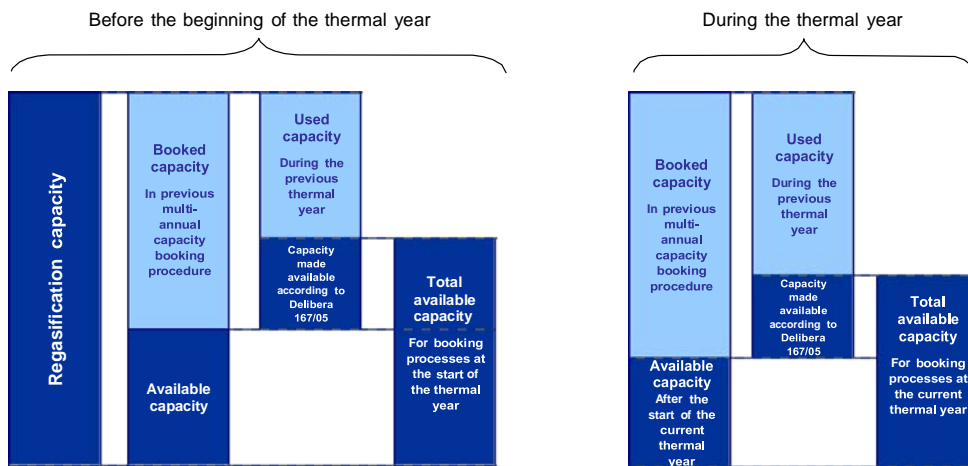 Before the beginning of the thermal year
During the thermal year
Regasification capacity
Booked
capacity
In previous
multi-
annual
capacity
booking
procedure
Available
capacity
Used
capacity
During the
previous
thermal
year
Capacity
made
available
according to
Delibera
167/05
Total
available
capacity
For booking
processes at
the start of
the thermal
year
Booked
capacity
In previous
multi-
annual
capacity
booking
procedure
Available
capacity
After the
start of the
current
thermal
year
Used
capacity
During the
previous
thermal
year
Capacity
made
available
according to
Delibera
167/05
Total
available
capacity
For booking
processes at
the current
thermal year